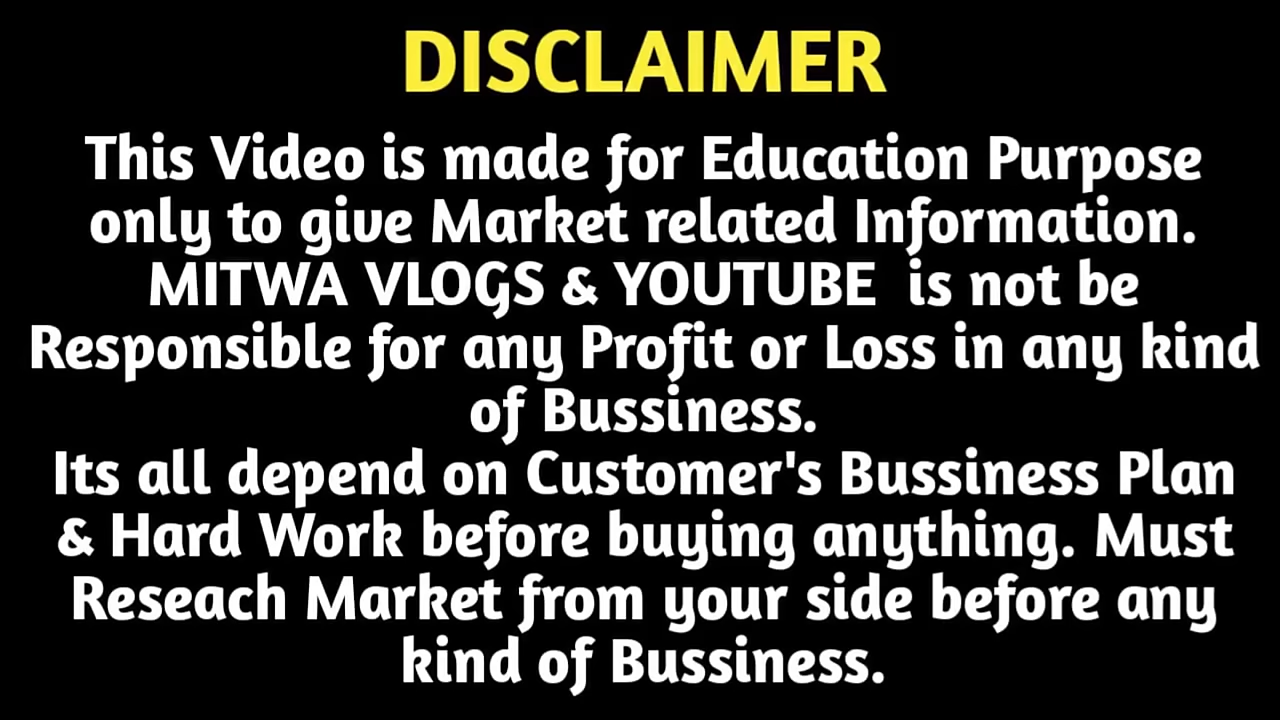 DISCLAIMER
This Video is made for Education Purpose
only to give Market related Information.
MITWA VLOGS & YOUTUBE is not be
Responsible for any Profit or Loss in any kind
of Bussiness.
Its all depend on Customer's Bussiness Plan
& Hard Work before buying anything. Must
Reseach Market from your side before any
kind of Bussiness.